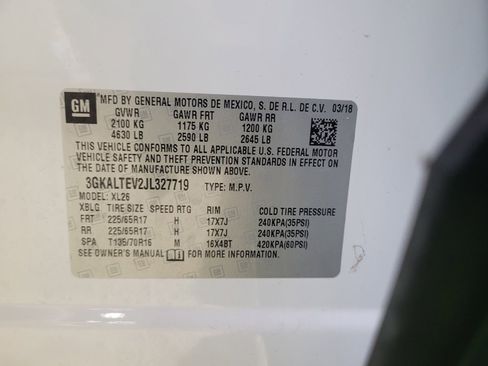 GM
MFD BY GENERAL MOTORS DE MEXICO, S. DE R.L. DE C.V. 03/18
GVWR GAWR FRT GAWR RR
2100 KG 1175 KG 1200 KG
4630 LB 2590 LB 2645 LB
THIS VEHICLE CONFORMS TO ALL APPLICABLE U.S. FEDERAL MOTOR
VEHICLE SAFETY, BUMPER, AND THEFT PREVENTION STANDARDS IN EFFECT ON
THE DATE OF MANUFACTURE SHOWN ABOVE.
3GKALTEV2JL327719 TYPE: M.P.V.
MODEL: XL26
XBLG TIRE SIZE SPEED RTG RIM COLD TIRE PRESSURE
FRT 225/65R17 H 17X7J 240KPA(35PSI)
RR 225/65R17 H 17X7J 240KPA(35PSI)
SPA T135/70R16 M 16X4BT 420KPA(60PSI)
SEE OWNER'S MANUAL FOR MORE INFORMATION.